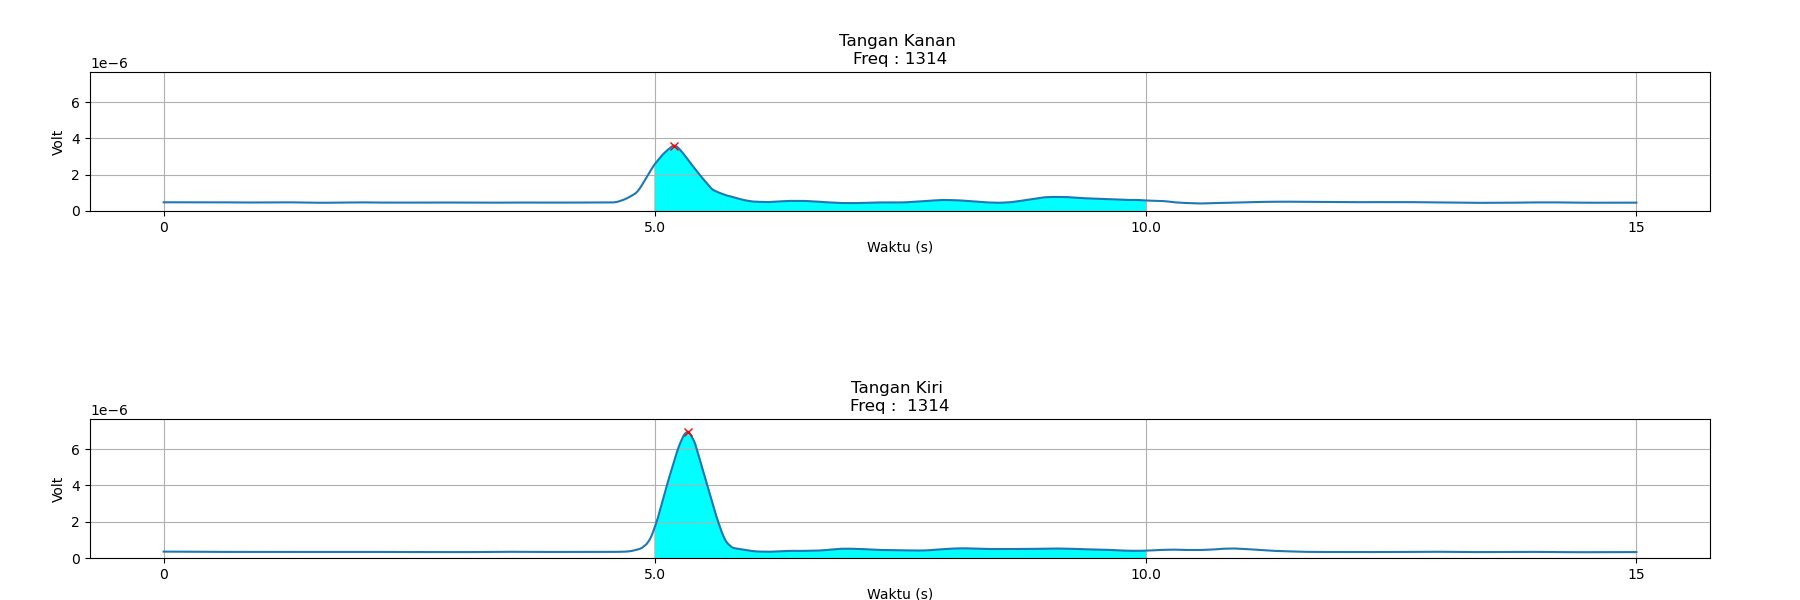 Tangan Kanan
Freq : 1314
1e−6
6
4
2
0
Volt
0
5.0
10.0
15
Waktu (s)
Tangan Kiri
Freq :  1314
1e−6
6
4
2
0
Volt
0
5.0
10.0
15
Waktu (s)